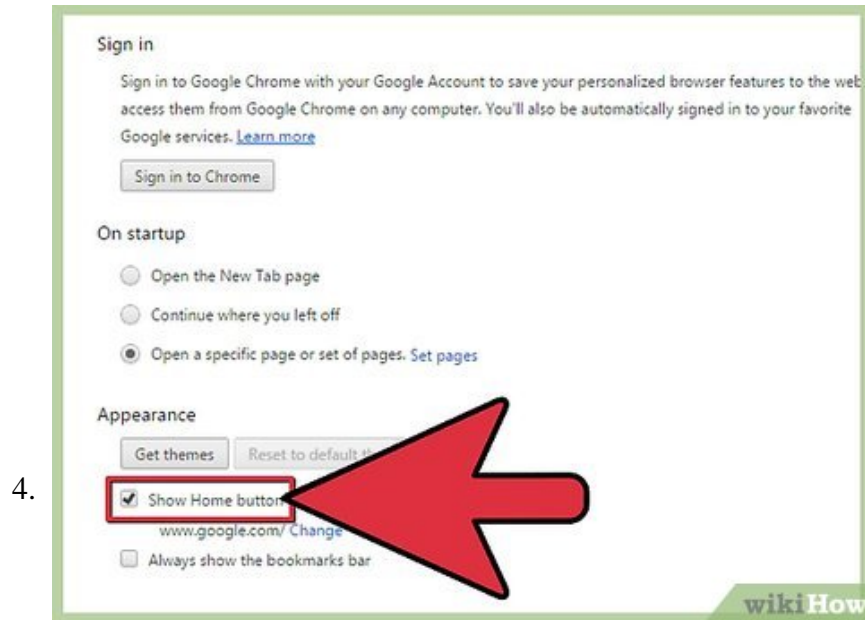 Sign in
Sign in to Google Chrome with your Google Account to save your personalized browser features to the web
access them from Google Chrome on any computer. You'll also be automatically signed in to your favorite
Google services. Learn more
Sign in to Chrome
On startup
Open the New Tab page
Continue where you left off
Open a specific page or set of pages. Set pages
Appearance
Get themes Reset to default
4.
Show Home button
www.google.com/ Change
Always show the bookmarks bar
wikiHow